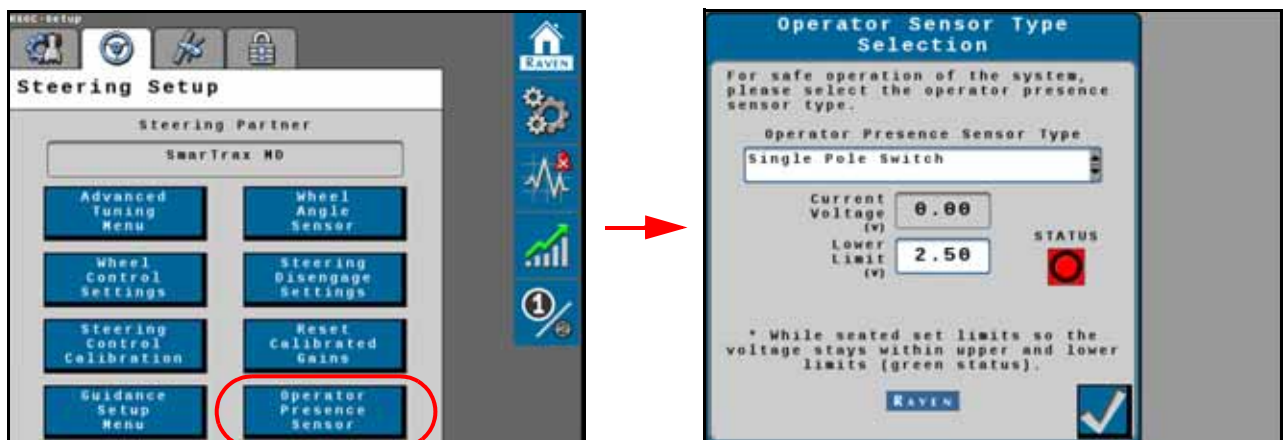 RS1C-Setup
RAVEN
Steering Setup
Steering Partner
SmarTrax MD
Advanced
Tuning
Menu
Wheel
Angle
Sensor
Wheel
Control
Settings
Steering
Disengage
Settings
Steering
Control
Calibration
Reset
Calibrated
Gains
Guidance
Setup
Menu
Operator
Presence
Sensor
1/2
Operator Sensor Type
Selection
For safe operation of the system,
please select the operator presence
sensor type.
Operator Presence Sensor Type
Single Pole Switch
Current
Voltage
(v)
0.00
Lower
Limit
(v)
2.50
STATUS
* While seated set limits so the
voltage stays within upper and lower
limits (green status).
RAVEN